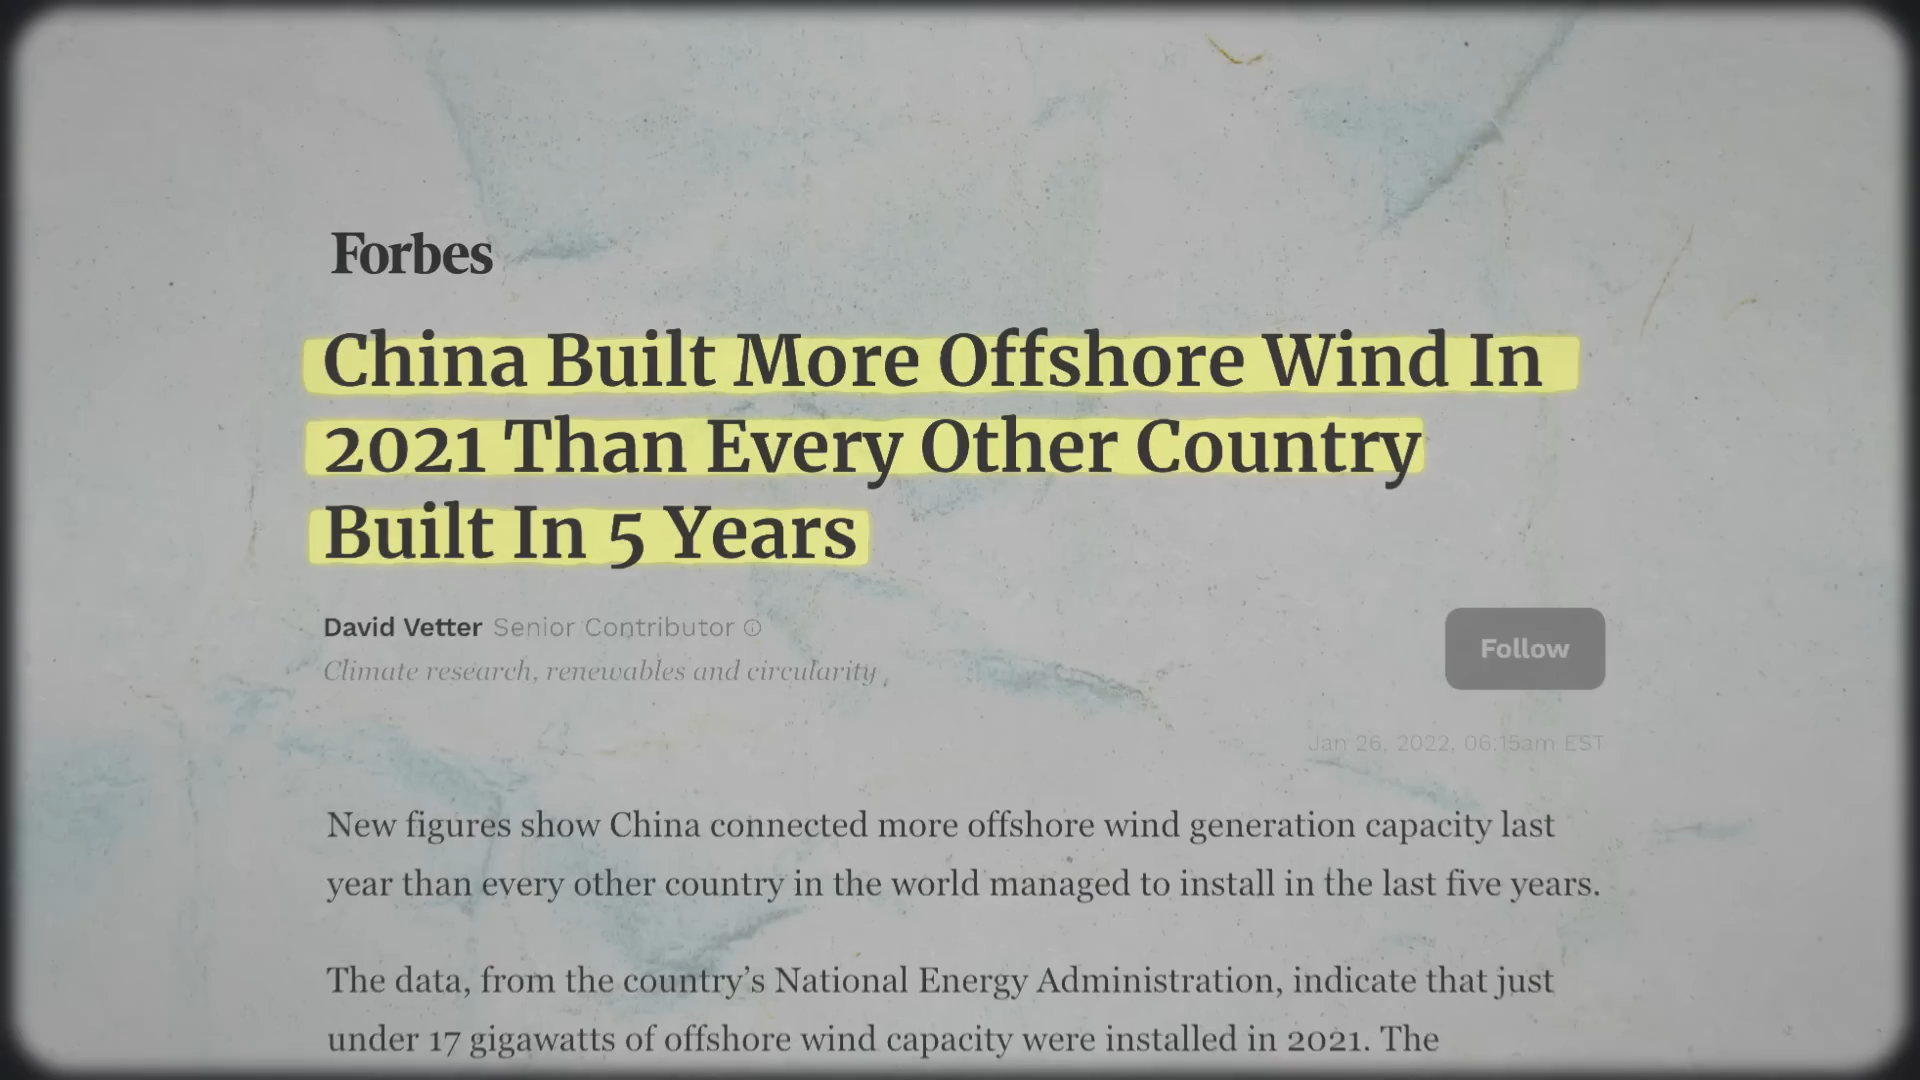 Forbes
China Built More Offshore Wind In
2021 Than Every Other Country
Built In 5 Years
David Vetter Senior Contributor
Climate research, renewables and circularity
Follow
Jan 26, 2022, 06:15am EST
New figures show China connected more offshore wind generation capacity last
year than every other country in the world managed to install in the last five years.
The data, from the country’s National Energy Administration, indicate that just
under 17 gigawatts of offshore wind capacity were installed in 2021. The